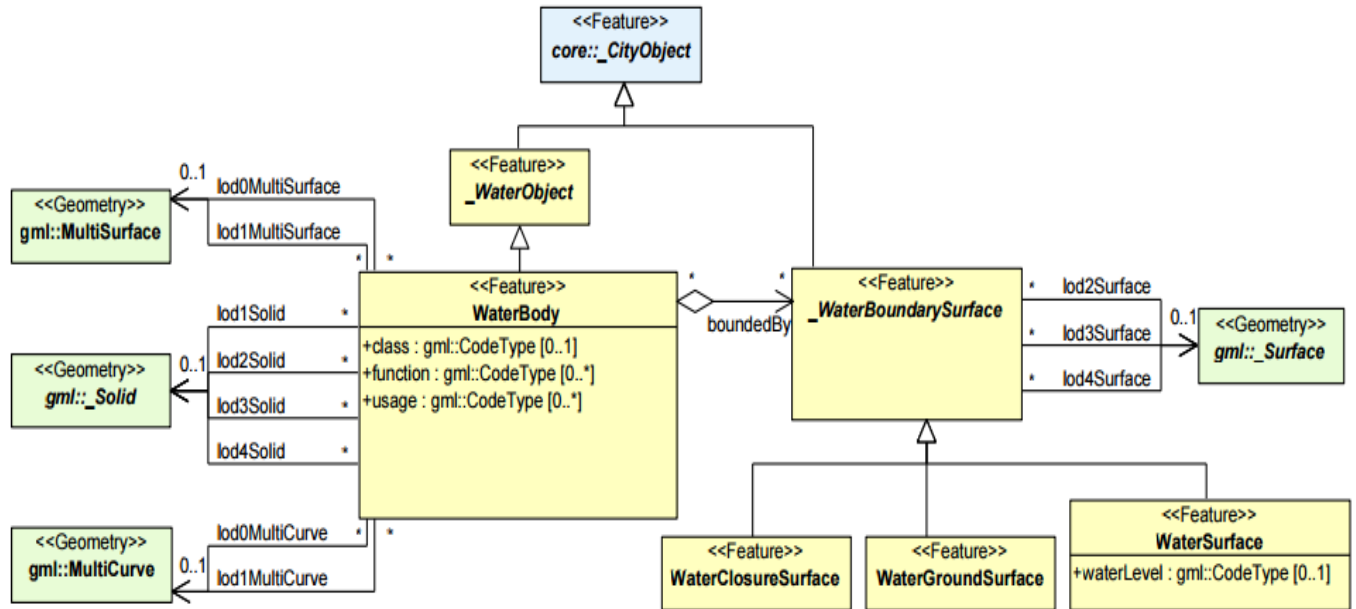 <<Feature>>
core::_CityObject
<<Feature>>
_WaterObject
0..1
lod0MultiSurface
<<Geometry>>
gml::MultiSurface
lod1MultiSurface
*
*
<<Feature>>
WaterBody
+class : gml::CodeType [0..1]
+function : gml::CodeType [0..*]
+usage : gml::CodeType [0..*]
*
*
boundedBy
<<Feature>>
_WaterBoundarySurface
*
lod2Surface
*
lod3Surface
*
lod4Surface
0..1
<<Geometry>>
gml::_Surface
lod1Solid
*
lod2Solid
*
lod3Solid
*
lod4Solid
*
0..1
<<Geometry>>
gml::_Solid
lod0MultiCurve
*
*
lod1MultiCurve
0..1
<<Geometry>>
gml::MultiCurve
<<Feature>>
WaterClosureSurface
<<Feature>>
WaterGroundSurface
<<Feature>>
WaterSurface
+waterLevel : gml::CodeType [0..1]